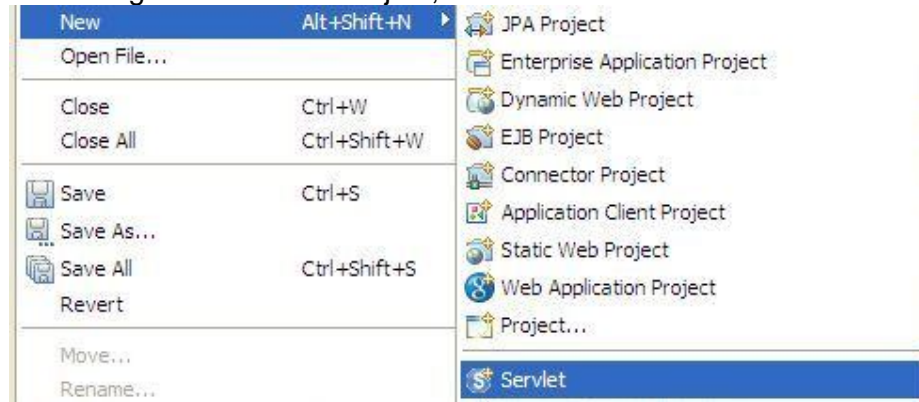 New Alt+Shift+N
Open File...
Close Ctrl+W
Close All Ctrl+Shift+W
Save Ctrl+S
Save As...
Save All Ctrl+Shift+S
Revert
Move...
Rename...
JPA Project
Enterprise Application Project
Dynamic Web Project
EJB Project
Connector Project
Application Client Project
Static Web Project
Web Application Project
Project...
Servlet